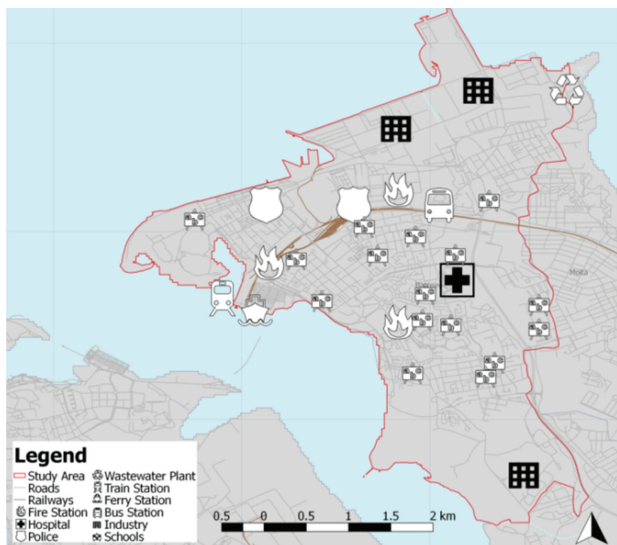 Moita
Legend
Study Area
Roads
Railways
Fire Station
Hospital
Police
Wastewater Plant
Train Station
Ferry Station
Bus Station
Industry
Schools
0.5 0 0.5 1 1.5 2 km